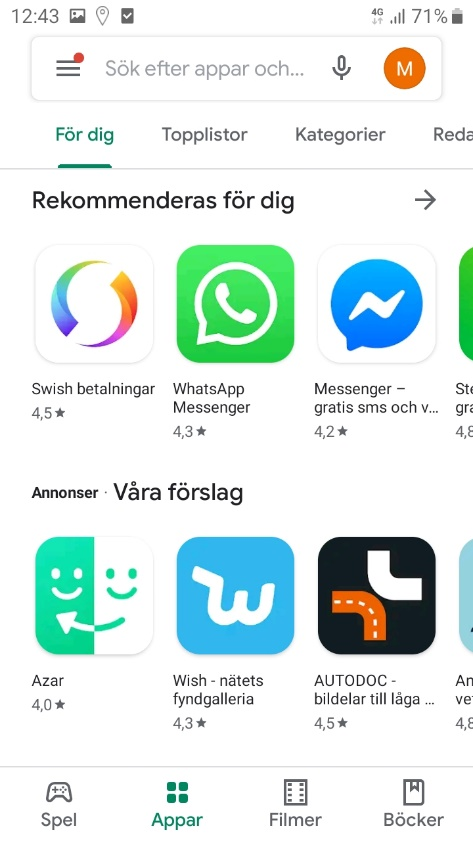 12:43 4G 71%
Sök efter appar och...
M
För dig Topplistor Kategorier Reda
Rekommenderas för dig
Swish betalningar
4,5★
WhatsApp
Messenger
4,3★
Messenger –
gratis sms och v...
4,2★
Ste
gra
4,8
Annonser · Våra förslag
Azar
4,0★
Wish - nätets
fyndgalleria
4,3★
AUTODOC -
bildelar till låga ...
4,5★
An
vet
4,8
Spel Appar Filmer Böcker